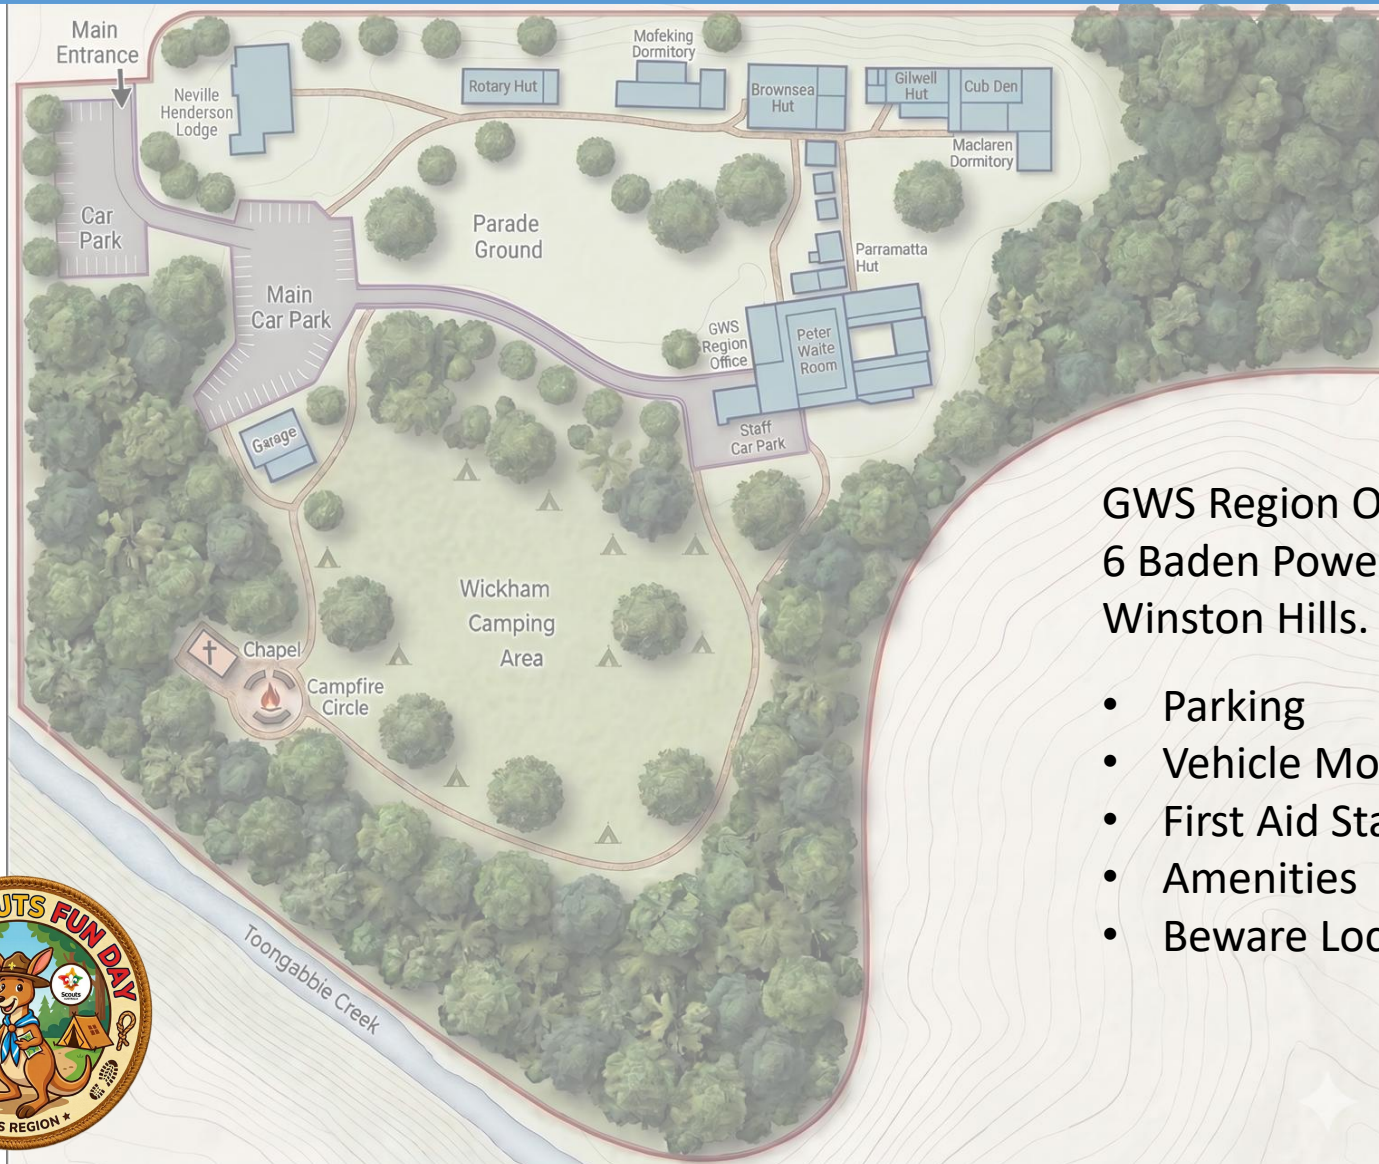 Main
Entrance
Neville
Henderson
Lodge
Rotary Hut
Mofeking
Dormitory
Brownsea
Hut
Gilwell
Hut
Cub Den
Maclaren
Dormitory
Car
Park
Main
Car Park
Parade
Ground
Parramatta
Hut
GWS
Region
Office
Peter
Waite
Room
Staff
Car Park
Garage
Wickham
Camping
Area
Chapel
Campfire
Circle
Toongabbie Creek
GWS Region O
6 Baden Powe
Winston Hills.
• Parking
• Vehicle Mo
• First Aid Sta
• Amenities
• Beware Loc
UTS FUN DAY
Scouts
S REGION